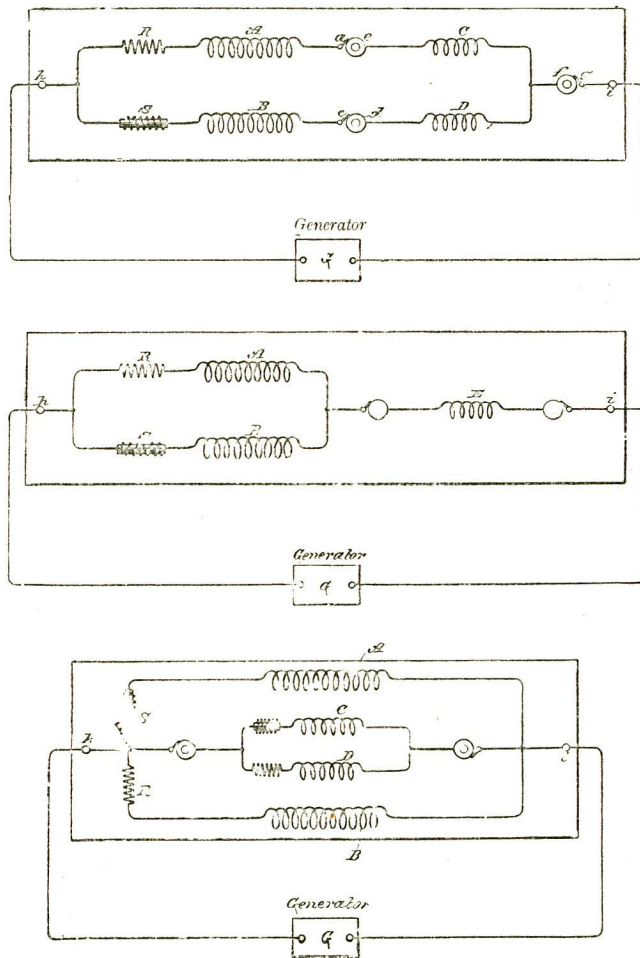 R A a e C
h f i
S B c d D
Generator
R A
h E i
Generator
G
A
S C
h
R D
B
Generator
G